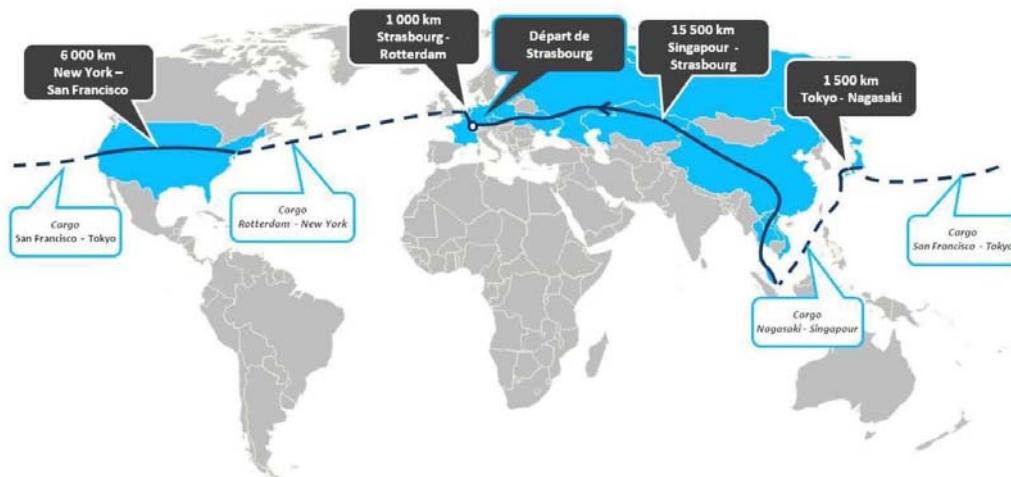 6 000 km
New York –
San Francisco
1 000 km
Strasbourg -
Rotterdam
Départ de
Strasbourg
15 500 km
Singapour -
Strasbourg
1 500 km
Tokyo - Nagasaki
Cargo
San Francisco - Tokyo
Cargo
Rotterdam - New York
Cargo
San Francisco - Tokyo
Cargo
Nagasaki - Singapour